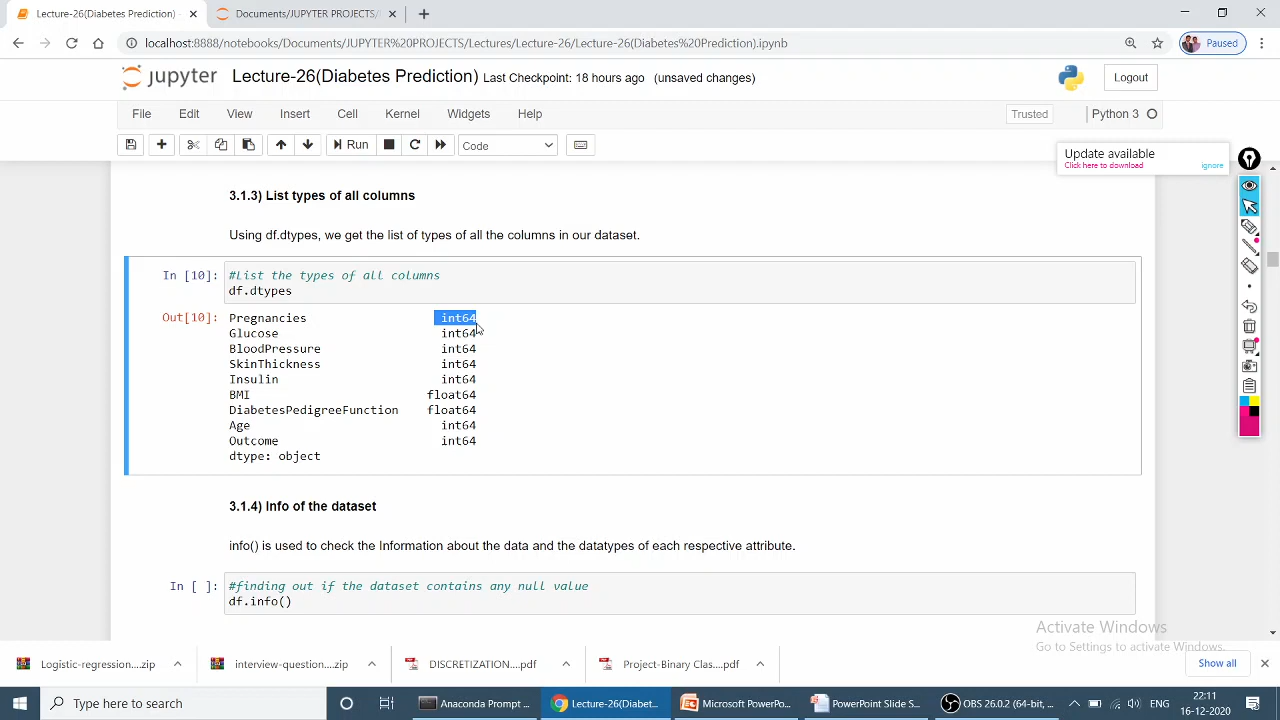 Lecture-26(Diabetes Prediction)
Documents/JUPYTER PROJECTS/
localhost:8888/notebooks/Documents/JUPYTER%20PROJECTS/Lectures/Lecture-26/Lecture-26(Diabetes%20Prediction).ipynb
Paused
jupyter Lecture-26(Diabetes Prediction) Last Checkpoint: 18 hours ago (unsaved changes)
Logout
File Edit View Insert Cell Kernel Widgets Help
Trusted
Python 3
Run
Code
Update available
Click here to download
ignore
3.1.3) List types of all columns
Using df.dtypes, we get the list of types of all the columns in our dataset.
In [10]: #List the types of all columns
df.dtypes
Out[10]: Pregnancies int64
Glucose int64
BloodPressure int64
SkinThickness int64
Insulin int64
BMI float64
DiabetesPedigreeFunction float64
Age int64
Outcome int64
dtype: object
3.1.4) Info of the dataset
info() is used to check the Information about the data and the datatypes of each respective attribute.
In [ ]: #finding out if the dataset contains any null value
df.info()
Activate Windows
Go to Settings to activate Windows.
Logistic-regression....zip
interview-question....zip
DISCRETIZATION....pdf
Project-Binary Clas....pdf
Show all
Type here to search
Anaconda Prompt ...
Lecture-26(Diabet...
Microsoft PowerPo...
PowerPoint Slide S...
OBS 26.0.2 (64-bit, ...
ENG
22:11
16-12-2020